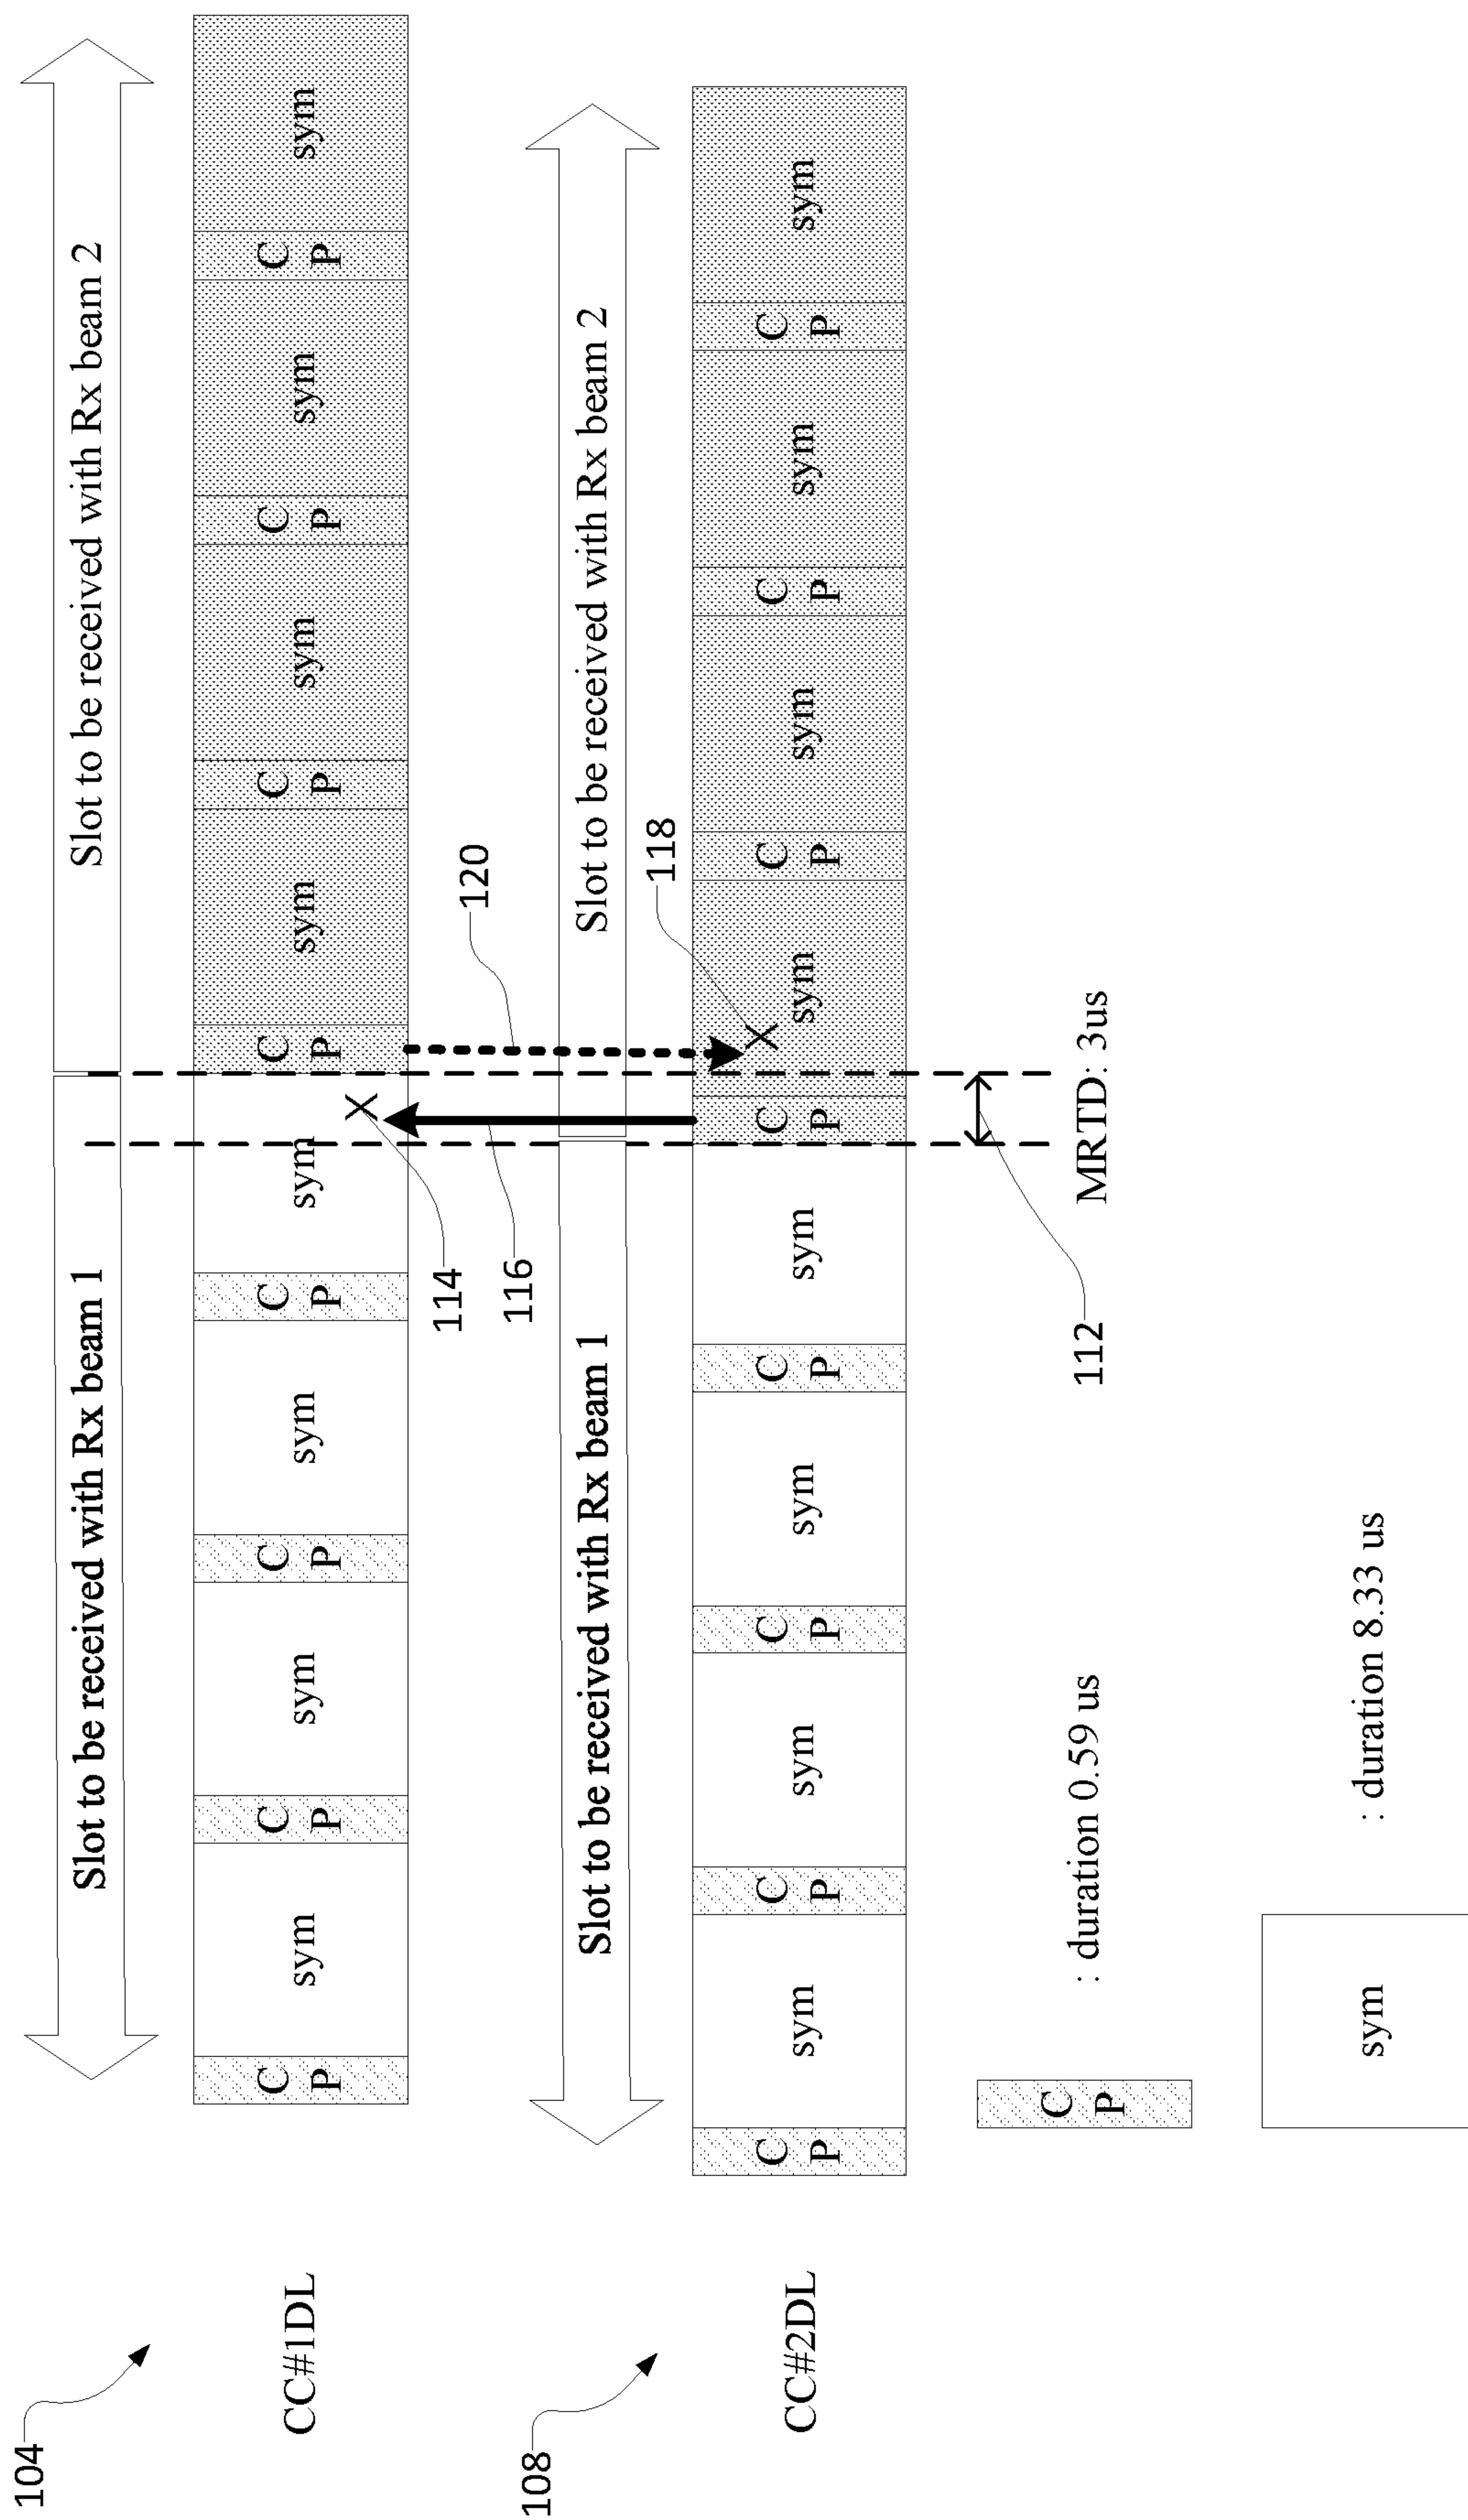 104
Slot to be received with Rx beam 1
Slot to be received with Rx beam 2
CC#1DL
C
P
sym
C
P
sym
C
P
sym
C
P
sym
X
C
P
sym
C
P
sym
C
P
sym
C
P
sym
114
116
120
108
Slot to be received with Rx beam 1
Slot to be received with Rx beam 2
118
CC#2DL
C
P
sym
C
P
sym
C
P
sym
C
P
sym
C
P
X
sym
C
P
sym
C
P
sym
C
P
sym
112
MRTD: 3us
C
P
: duration 0.59 us
sym
: duration 8.33 us